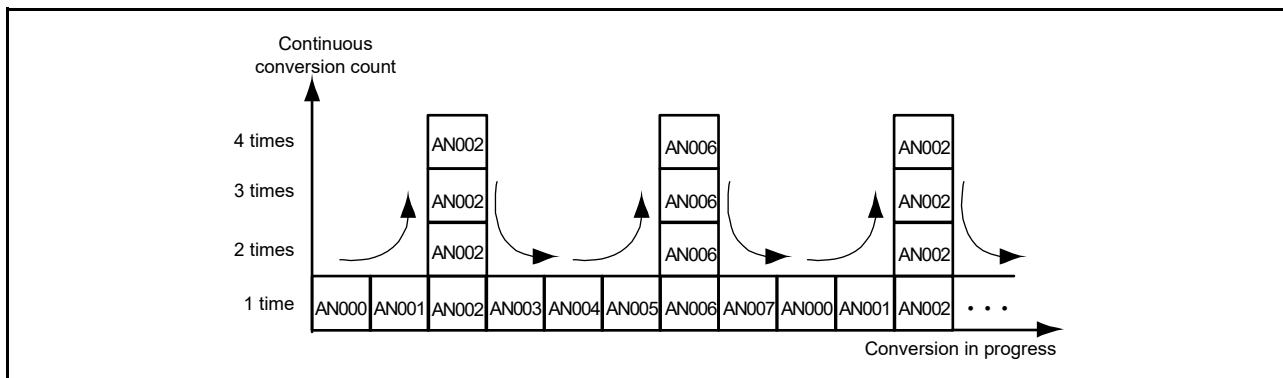 Continuous
conversion count
4 times
AN002
AN006
AN002
3 times
AN002
AN006
AN002
2 times
AN002
AN006
AN002
1 time
AN000
AN001
AN002
AN003
AN004
AN005
AN006
AN007
AN000
AN001
AN002
• • •
Conversion in progress